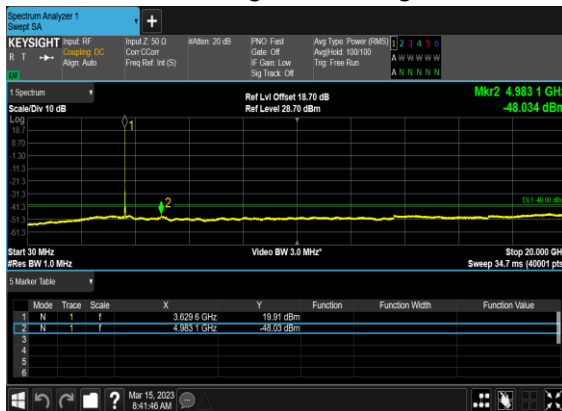 Spectrum Analyzer 1
Swept SA
+
KEYSIGHT Input: RF Input Z: 50 Ω #Atten: 20 dB PNO: Fast Avg Type: Power (RMS) 1 2 3 4 5 6
R T Coupling: DC Corr CCorr Gate: Off Avg|Hold: 100/100 A W W W W W
Align: Auto Freq Ref: Int (S) IF Gain: Low Trig: Free Run
LXI Sig Track: Off A N N N N N
1 Spectrum Ref Lvl Offset 18.70 dB Mkr2 4.983 1 GHz
Scale/Div 10 dB Ref Level 28.70 dBm -48.034 dBm
Log
18.7
8.70
-1.30
-11.3
-21.3
-31.3
-41.3
-51.3
-61.3
1
2
DL1 -40.00 dBm
Start 30 MHz Video BW 3.0 MHz* Stop 20.000 GHz
#Res BW 1.0 MHz Sweep 34.7 ms (40001 pts)
5 Marker Table
Mode Trace Scale X Y Function Function Width Function Value
1 N 1 f 3.629 6 GHz 19.91 dBm
2 N 1 f 4.983 1 GHz -48.03 dBm
3
4
5
6
? Mar 15, 2023
8:41:46 AM